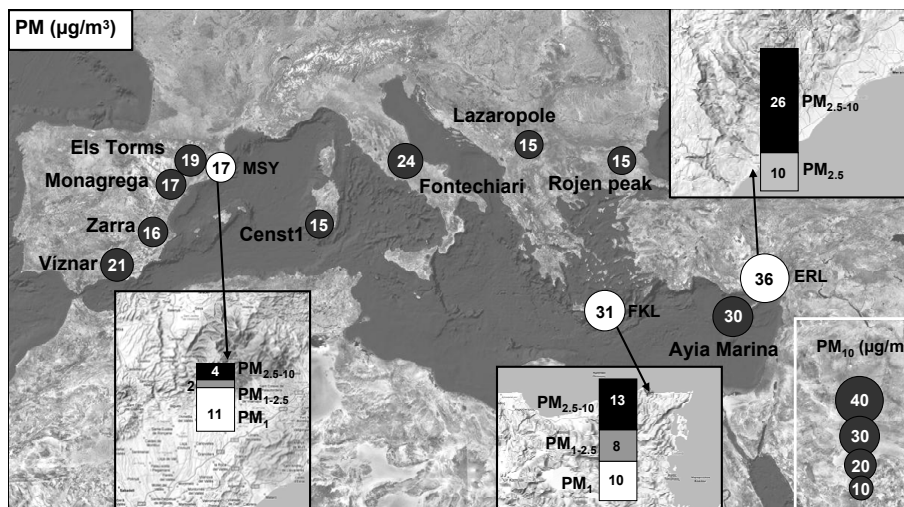 PM (µg/m³)
26
PM2.5-10
10
PM2.5
Lazaropole
15
Els Torms
19
17
MSY
24
15
Monagrega
17
Fontechiari
Rojen peak
Zarra
16
Censt1
15
Víznar
21
36
ERL
31
FKL
30
Ayia Marina
4
PM2.5-10
2
PM1-2.5
11
PM1
PM2.5-10
13
PM1-2.5
8
PM1
10
PM10 (µg/m
40
30
20
10